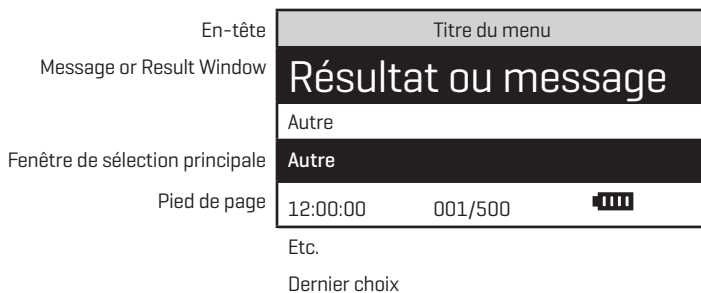 En-tête
Titre du menu
Message or Result Window
Résultat ou message
Autre
Fenêtre de sélection principale
Autre
Pied de page
12:00:00 001/500
Etc.
Dernier choix